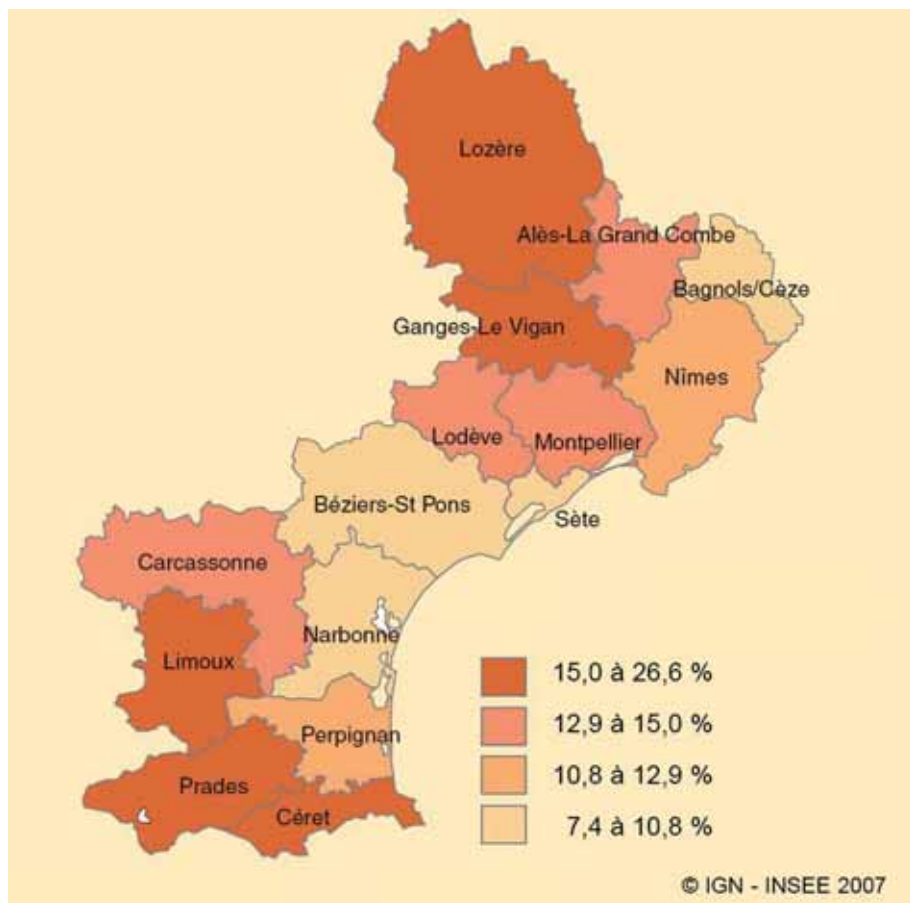 Lozère
Alès-La Grand Combe
Bagnols/Cèze
Ganges-Le Vigan
Nîmes
Lodève
Montpellier
Béziers-St Pons
Sète
Carcassonne
Narbonne
Limoux
Perpignan
Prades
Céret
15,0 à 26,6 %
12,9 à 15,0 %
10,8 à 12,9 %
7,4 à 10,8 %
© IGN - INSEE 2007